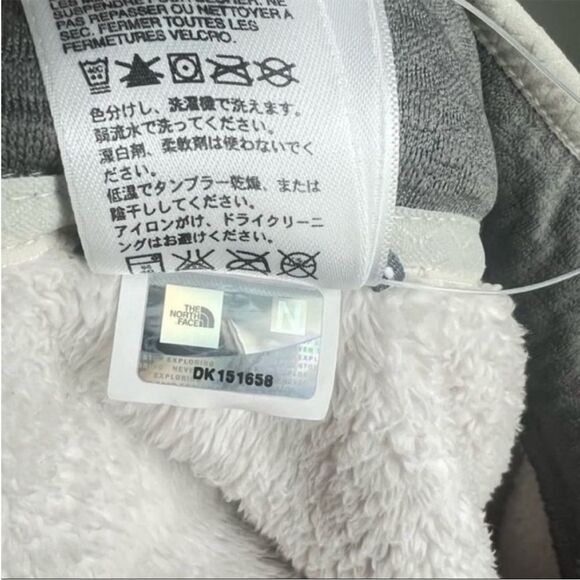 PAS REPASSER OU NETTOYER A
SEC. FERMER TOUTES LES
FERMETURES VELCRO.
色分けし、洗濯機で洗えます。
弱流水で洗ってください。
漂白剤、柔軟剤は使わないでく
ださい。
低温でタンブラー乾燥、または
陰干ししてください。
アイロンがけ、ドライクリーニ
ングはお避けください。
THE
NORTH
FACE
N
EXPLORING
NEVER
DK151658